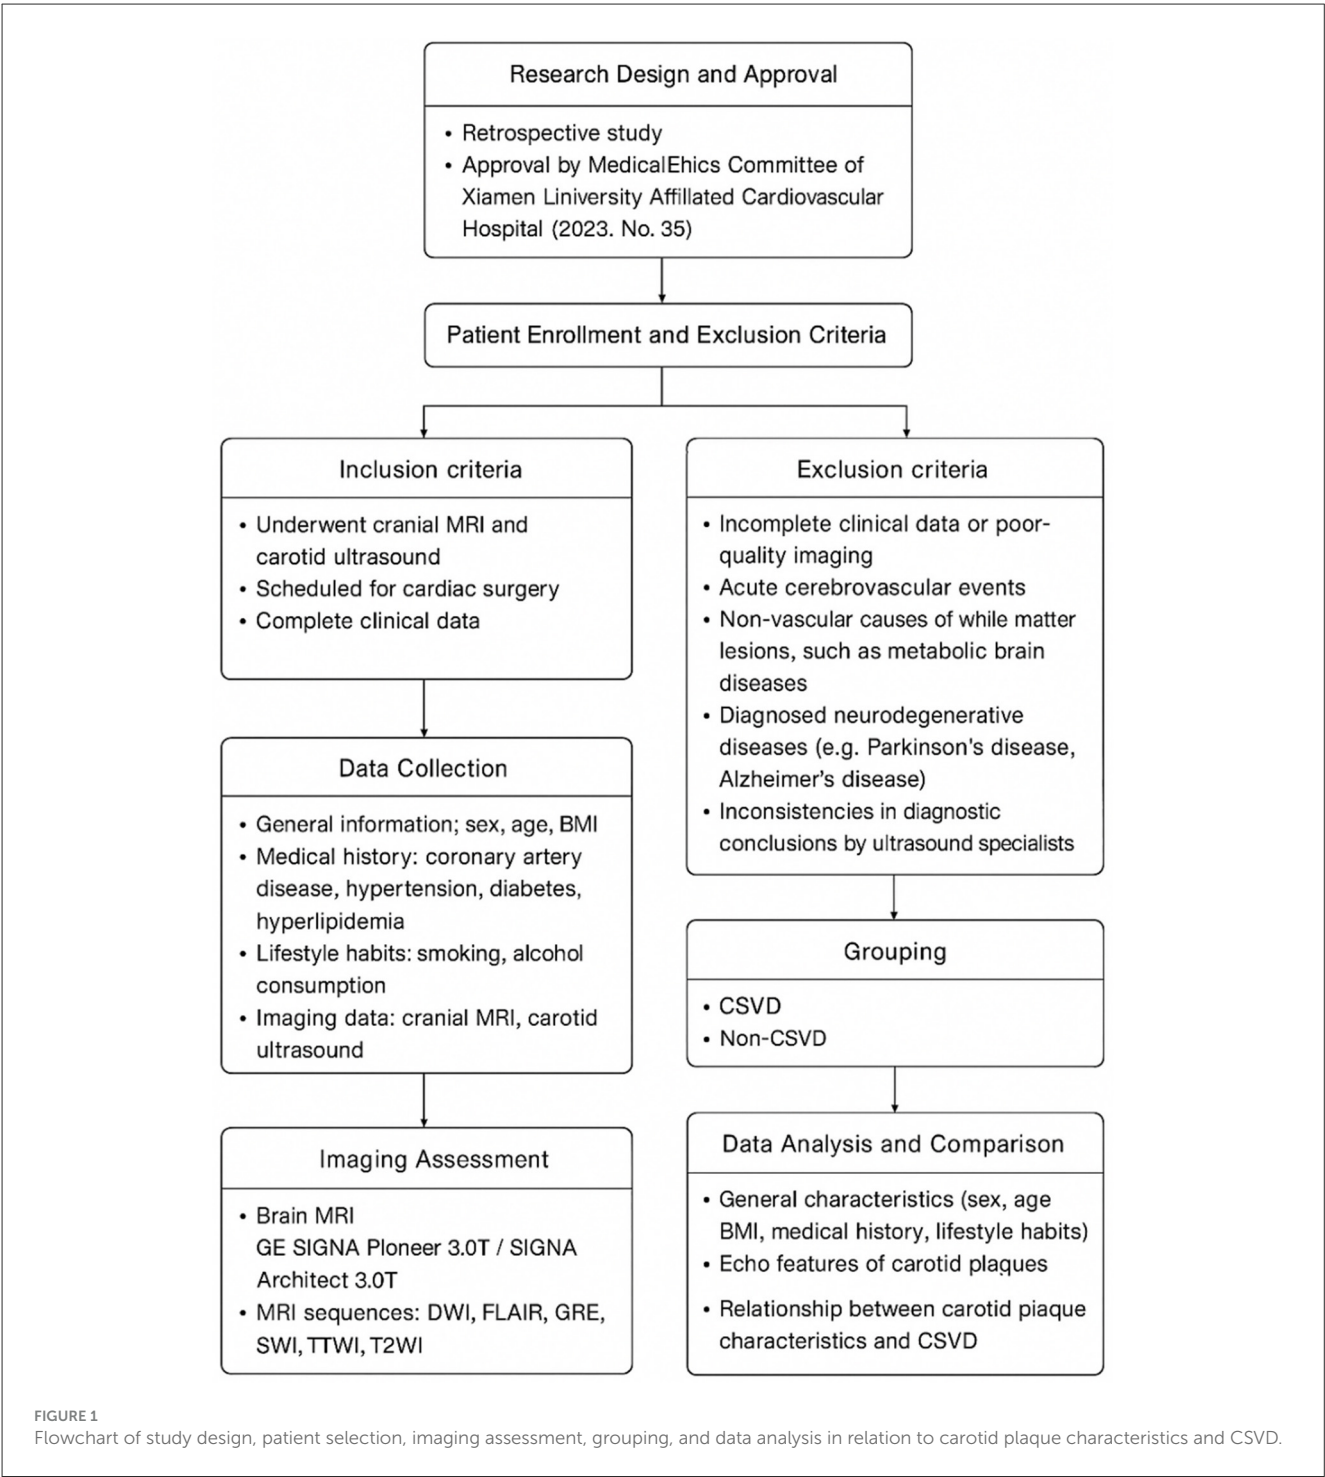 Research Design and Approval
• Retrospective study
• Approval by MedicalEhics Committee of
Xiamen Liniversity Affillated Cardiovascular
Hospital (2023. No. 35)
Patient Enrollment and Exclusion Criteria
Inclusion criteria
• Underwent cranial MRI and
carotid ultrasound
• Scheduled for cardiac surgery
• Complete clinical data
Data Collection
• General information; sex, age, BMI
• Medical history: coronary artery
disease, hypertension, diabetes,
hyperlipidemia
• Lifestyle habits: smoking, alcohol
consumption
• Imaging data: cranial MRI, carotid
ultrasound
Imaging Assessment
• Brain MRI
GE SIGNA Ploneer 3.0T / SIGNA
Architect 3.0T
• MRI sequences: DWI, FLAIR, GRE,
SWI, TTWI, T2WI
Exclusion criteria
• Incomplete clinical data or poor-
quality imaging
• Acute cerebrovascular events
• Non-vascular causes of while matter
lesions, such as metabolic brain
diseases
• Diagnosed neurodegenerative
diseases (e.g. Parkinson's disease,
Alzheimer's disease)
• Inconsistencies in diagnostic
conclusions by ultrasound specialists
Grouping
• CSVD
• Non-CSVD
Data Analysis and Comparison
• General characteristics (sex, age
BMI, medical history, lifestyle habits)
• Echo features of carotid plaques
• Relationship between carotid piaque
characteristics and CSVD
FIGURE 1
Flowchart of study design, patient selection, imaging assessment, grouping, and data analysis in relation to carotid plaque characteristics and CSVD.